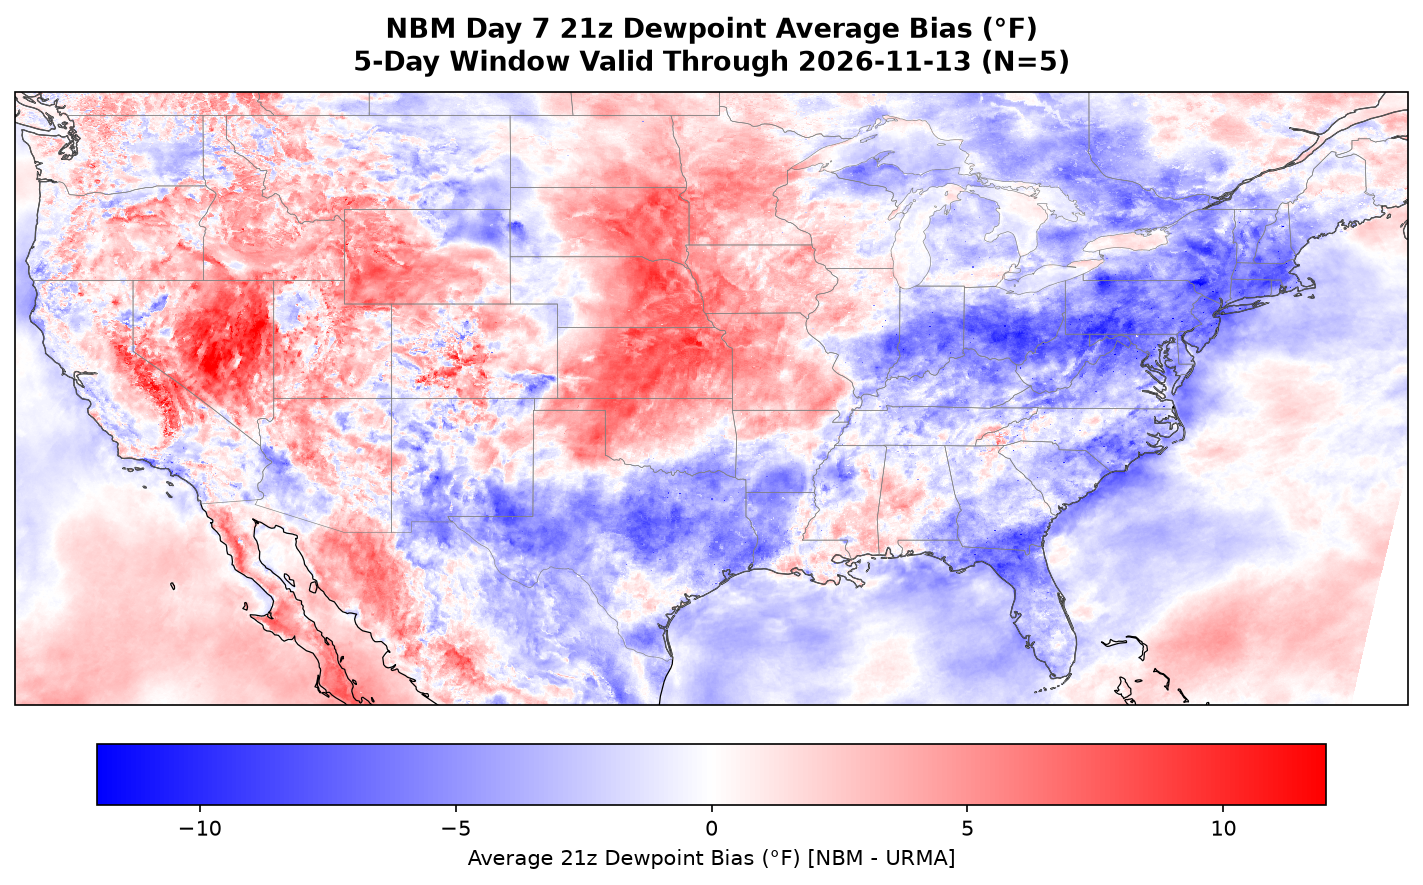 NBM Day 7 21z Dewpoint Average Bias (°F)
5-Day Window Valid Through 2026-11-13 (N=5)
−10 −5 0 5 10
Average 21z Dewpoint Bias (°F) [NBM - URMA]